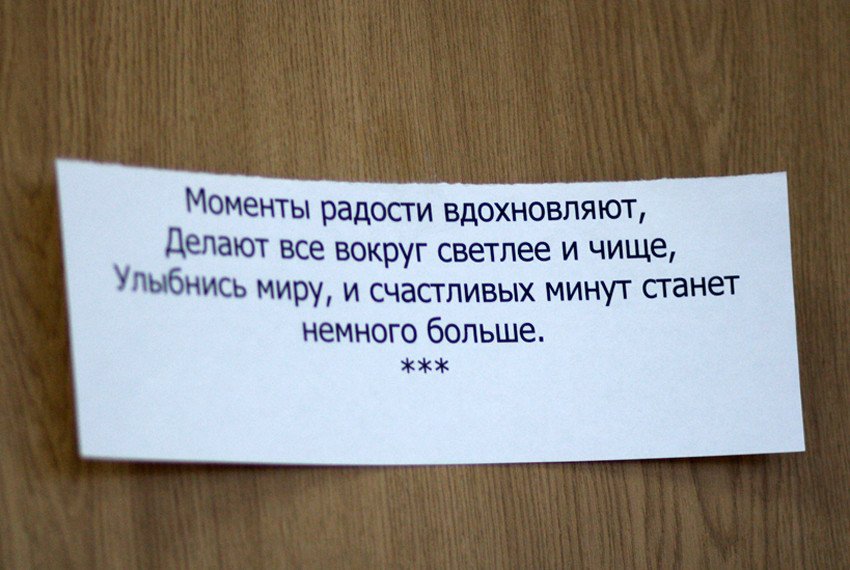 Моменты радости вдохновляют,
Делают все вокруг светлее и чище,
Улыбнись миру, и счастливых минут станет
немного больше.
***